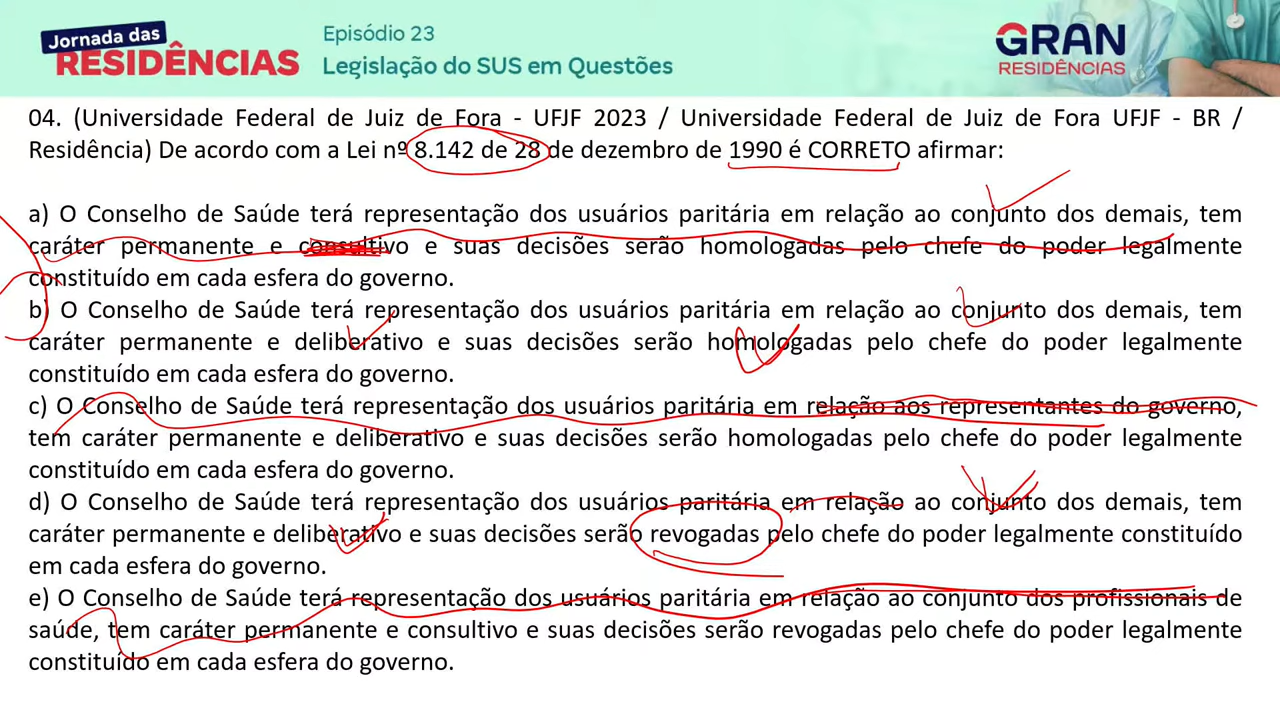 Jornada das
RESIDÊNCIAS
Episódio 23
Legislação do SUS em Questões
GRAN
RESIDÊNCIAS
04. (Universidade Federal de Juiz de Fora - UFJF 2023 / Universidade Federal de Juiz de Fora UFJF - BR /
Residência) De acordo com a Lei nº 8.142 de 28 de dezembro de 1990 é CORRETO afirmar:
a) O Conselho de Saúde terá representação dos usuários paritária em relação ao conjunto dos demais, tem
caráter permanente e consultivo e suas decisões serão homologadas pelo chefe do poder legalmente
constituído em cada esfera do governo.
b) O Conselho de Saúde terá representação dos usuários paritária em relação ao conjunto dos demais, tem
caráter permanente e deliberativo e suas decisões serão homologadas pelo chefe do poder legalmente
constituído em cada esfera do governo.
c) O Conselho de Saúde terá representação dos usuários paritária em relação aos representantes do governo,
tem caráter permanente e deliberativo e suas decisões serão homologadas pelo chefe do poder legalmente
constituído em cada esfera do governo.
d) O Conselho de Saúde terá representação dos usuários paritária em relação ao conjunto dos demais, tem
caráter permanente e deliberativo e suas decisões serão revogadas pelo chefe do poder legalmente constituído
em cada esfera do governo.
e) O Conselho de Saúde terá representação dos usuários paritária em relação ao conjunto dos profissionais de
saúde, tem caráter permanente e consultivo e suas decisões serão revogadas pelo chefe do poder legalmente
constituído em cada esfera do governo.